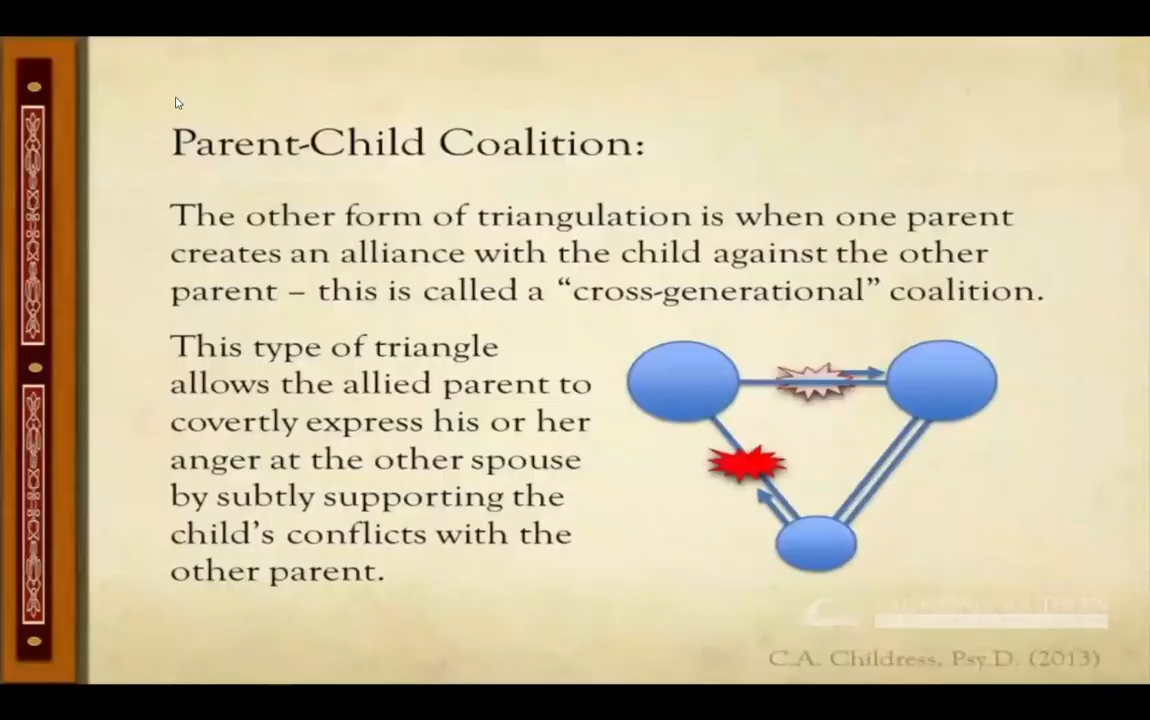 Parent-Child Coalition:
The other form of triangulation is when one parent
creates an alliance with the child against the other
parent – this is called a “cross-generational” coalition.
This type of triangle
allows the allied parent to
covertly express his or her
anger at the other spouse
by subtly supporting the
child’s conflicts with the
other parent.
C.A. Childress, Psy.D. (2013)